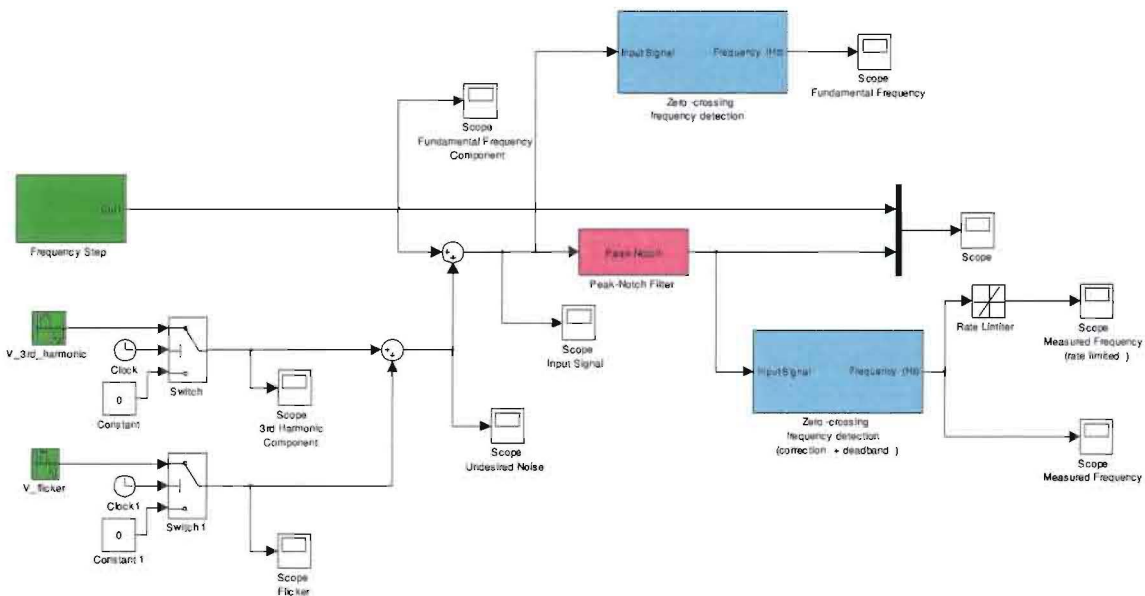 Input Signal
Frequency (Hz)
Zero-crossing
frequency detection
Scope
Fundamental Frequency
Scope
Fundamental Frequency
Component
Out1
Frequency Step
Peak-Notch
Peak-Notch Filter
Scope
V_3rd_harmonic
Clock
0
Constant
Switch
Scope
3rd Harmonic
Component
Scope
Input Signal
Rate Limiter
Scope
Measured Frequency
(rate limited )
Input Signal
Frequency (Hz)
Zero-crossing
frequency detection
(correction + deadband )
Scope
Undesired Noise
Scope
Measured Frequency
V_flicker
Clock1
0
Constant 1
Switch1
Scope
Flicker